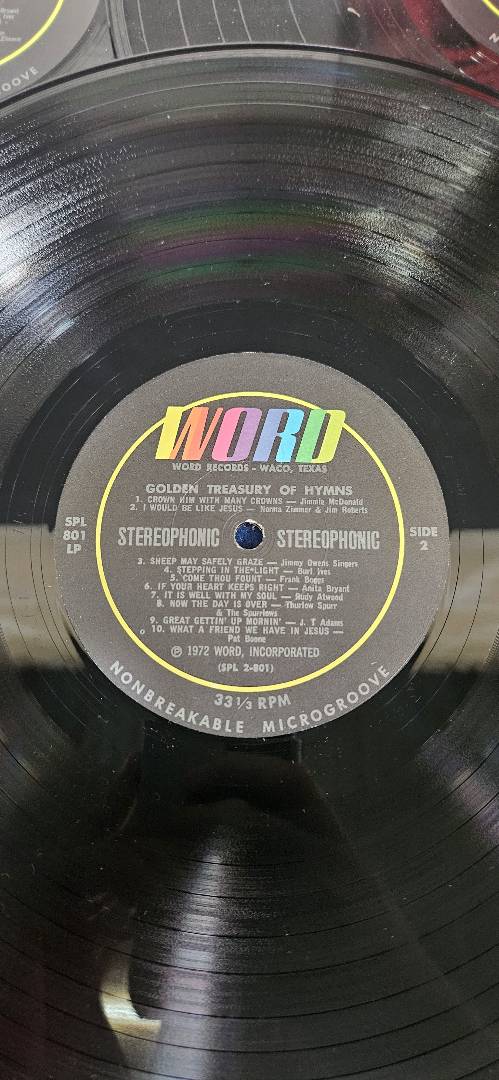 GROOVE
WORD
WORD RECORDS - WACO, TEXAS
GOLDEN TREASURY OF HYMNS
1. CROWN HIM WITH MANY CROWNS — Jimmie McDonald
2. I WOULD BE LIKE JESUS — Norma Zimmer & Jim Roberts
SPL
801
LP
STEREOPHONIC STEREOPHONIC
SIDE
2
3. SHEEP MAY SAFELY GRAZE — Jimmy Owens Singers
4. STEPPING IN THE LIGHT — Burl Ives
5. COME THOU FOUNT — Frank Boggs
6. IF YOUR HEART KEEPS RIGHT — Anita Bryant
7. IT IS WELL WITH MY SOUL — Rudy Atwood
8. NOW THE DAY IS OVER — Thurlow Spurr
& The Spurrlows
9. GREAT GETTIN' UP MORNIN' — J. T Adams
10. WHAT A FRIEND WE HAVE IN JESUS —
Pat Boone
℗ 1972 WORD, INCORPORATED
(SPL 2-801)
33 1/3 RPM
NONBREAKABLE MICROGROOVE